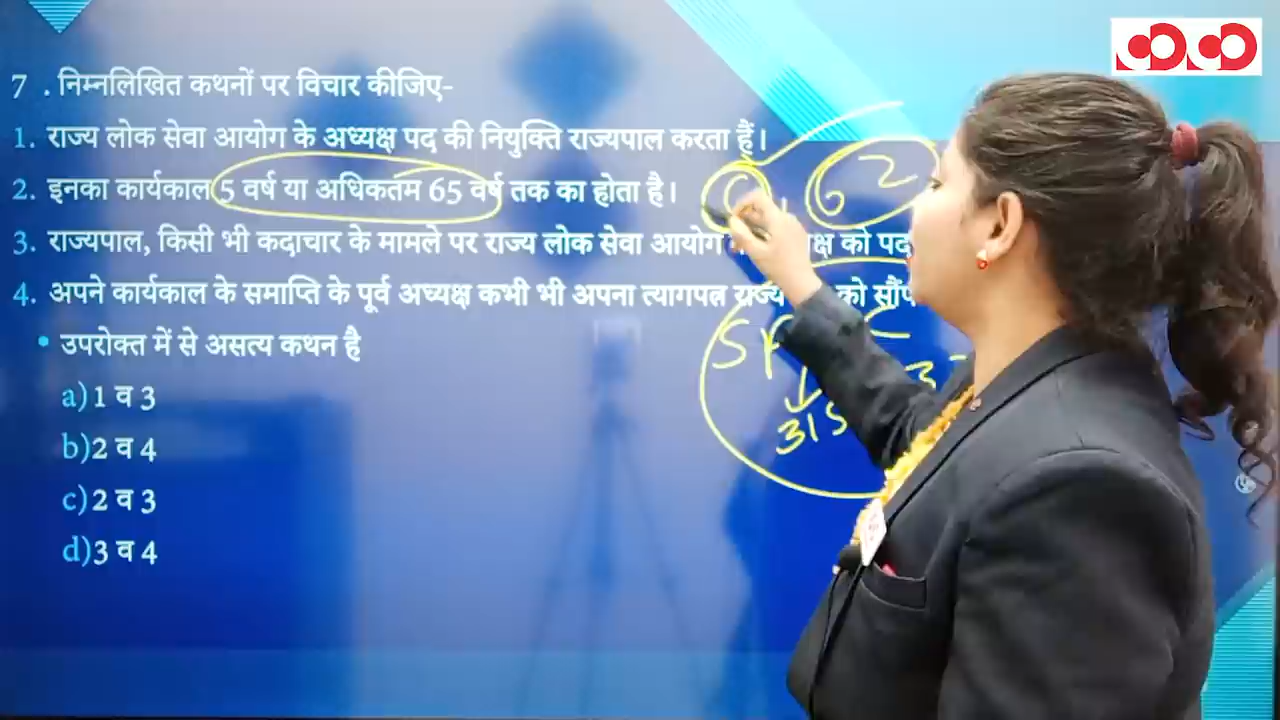 7 . निम्नलिखित कथनों पर विचार कीजिए-
1. राज्य लोक सेवा आयोग के अध्यक्ष पद की नियुक्ति राज्यपाल करता हैं।
2. इनका कार्यकाल 5 वर्ष या अधिकतम 65 वर्ष तक का होता है।
6 62
3. राज्यपाल, किसी भी कदाचार के मामले पर राज्य लोक सेवा आयोग को पद
4. अपने कार्यकाल के समाप्ति के पूर्व अध्यक्ष कभी भी अपना त्यागपत्र को
• उपरोक्त में से असत्य कथन है
315
a)1 व 3
b)2 व 4
c)2 व 3
d)3 व 4